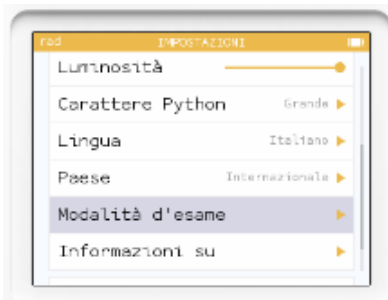 rad IMPOSTAZIONI
Luminosità
Carattere Python Grande
Lingua Italiano
Paese Internazionale
Modalità d'esame
Informazioni su